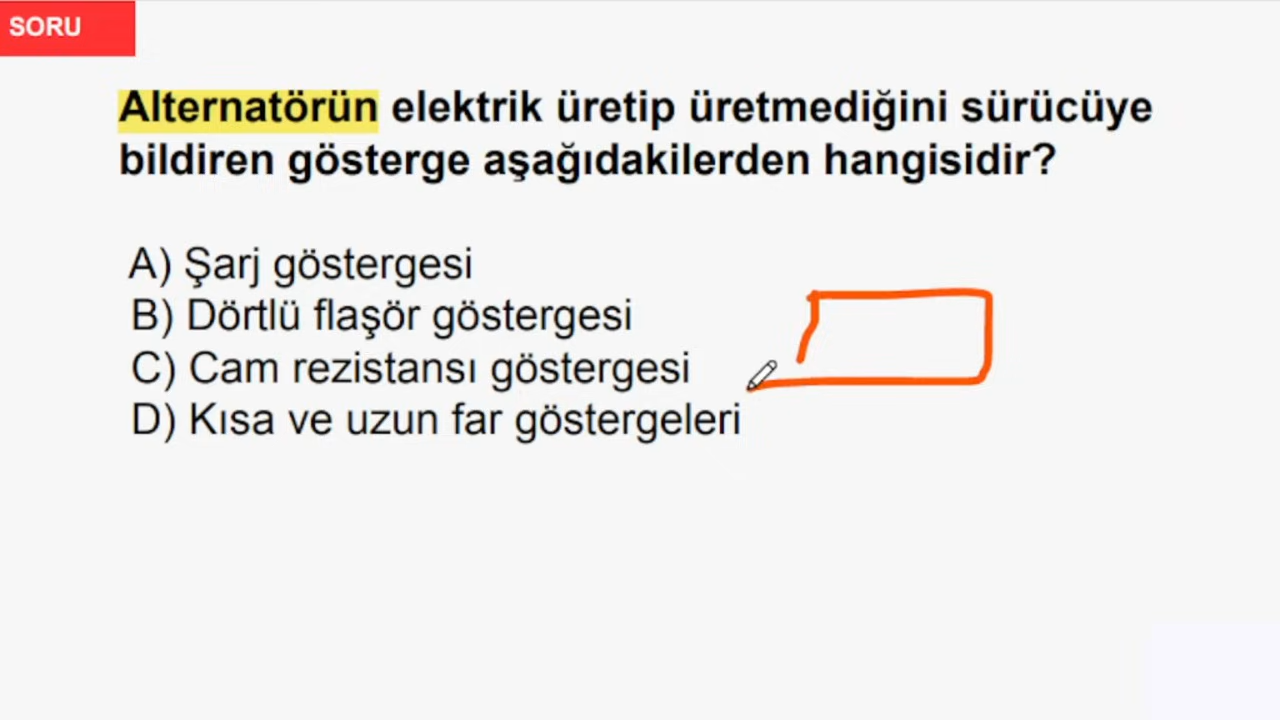 SORU
Alternatörün elektrik üretip üretmediğini sürücüye
bildiren gösterge aşağıdakilerden hangisidir?
A) Şarj göstergesi
B) Dörtlü flaşör göstergesi
C) Cam rezistansı göstergesi
D) Kısa ve uzun far göstergeleri